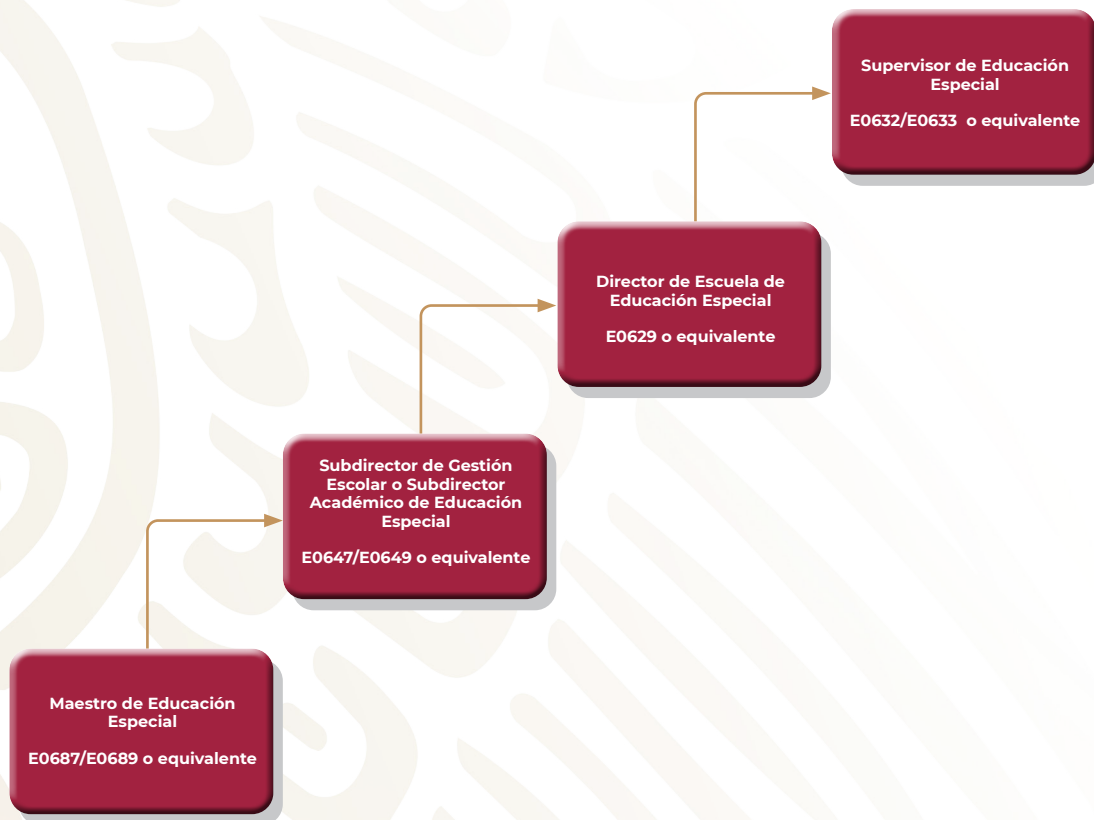 Supervisor de Educación
Especial
E0632/E0633 o equivalente
Director de Escuela de
Educación Especial
E0629 o equivalente
Subdirector de Gestión
Escolar o Subdirector
Académico de Educación
Especial
E0647/E0649 o equivalente
Maestro de Educación
Especial
E0687/E0689 o equivalente